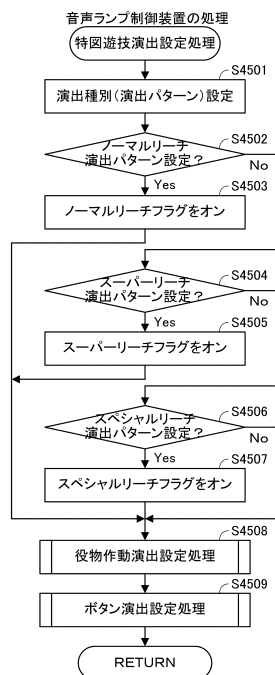 音声ランプ制御装置の処理
特図遊技演出設定処理
S4501
演出種別(演出パターン)設定
S4502
ノーマルリーチ
演出パターン設定?
No
Yes
S4503
ノーマルリーチフラグをオン
S4504
スーパーリーチ
演出パターン設定?
No
Yes
S4505
スーパーリーチフラグをオン
S4506
スペシャルリーチ
演出パターン設定?
No
Yes
S4507
スペシャルリーチフラグをオン
S4508
役物作動演出設定処理
S4509
ボタン演出設定処理
RETURN